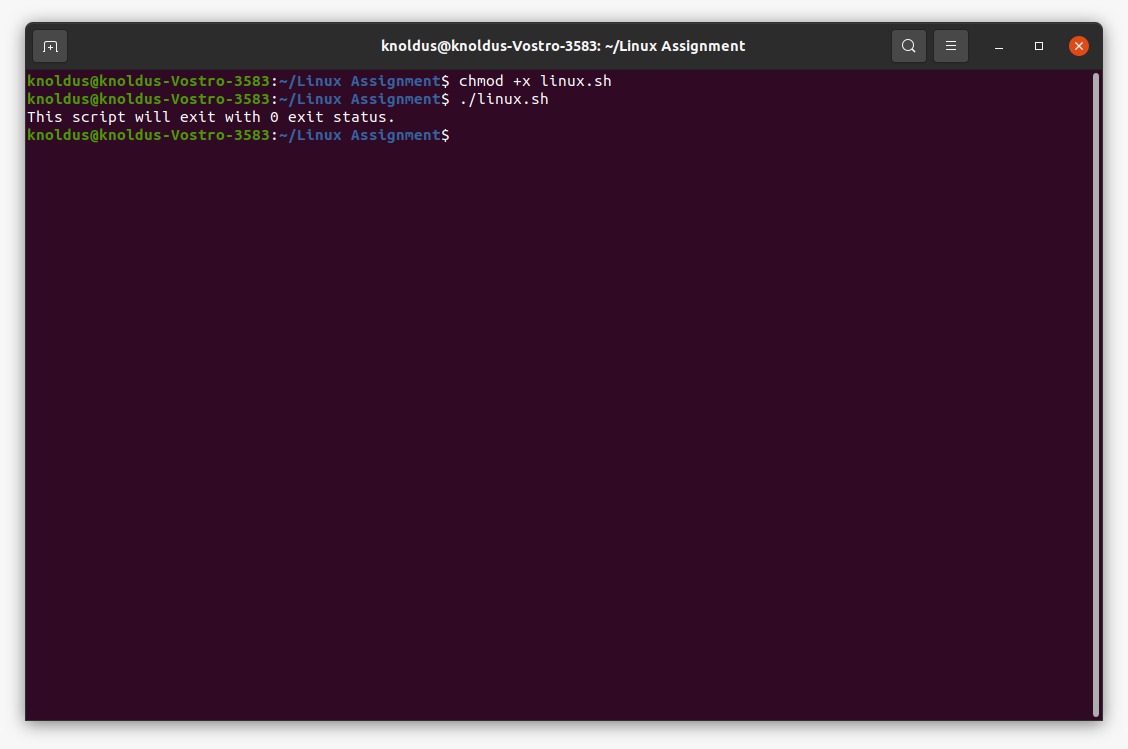 knoldus@knoldus-Vostro-3583: ~/Linux Assignment
knoldus@knoldus-Vostro-3583:~/Linux Assignment$ chmod +x linux.sh
knoldus@knoldus-Vostro-3583:~/Linux Assignment$ ./linux.sh
This script will exit with 0 exit status.
knoldus@knoldus-Vostro-3583:~/Linux Assignment$